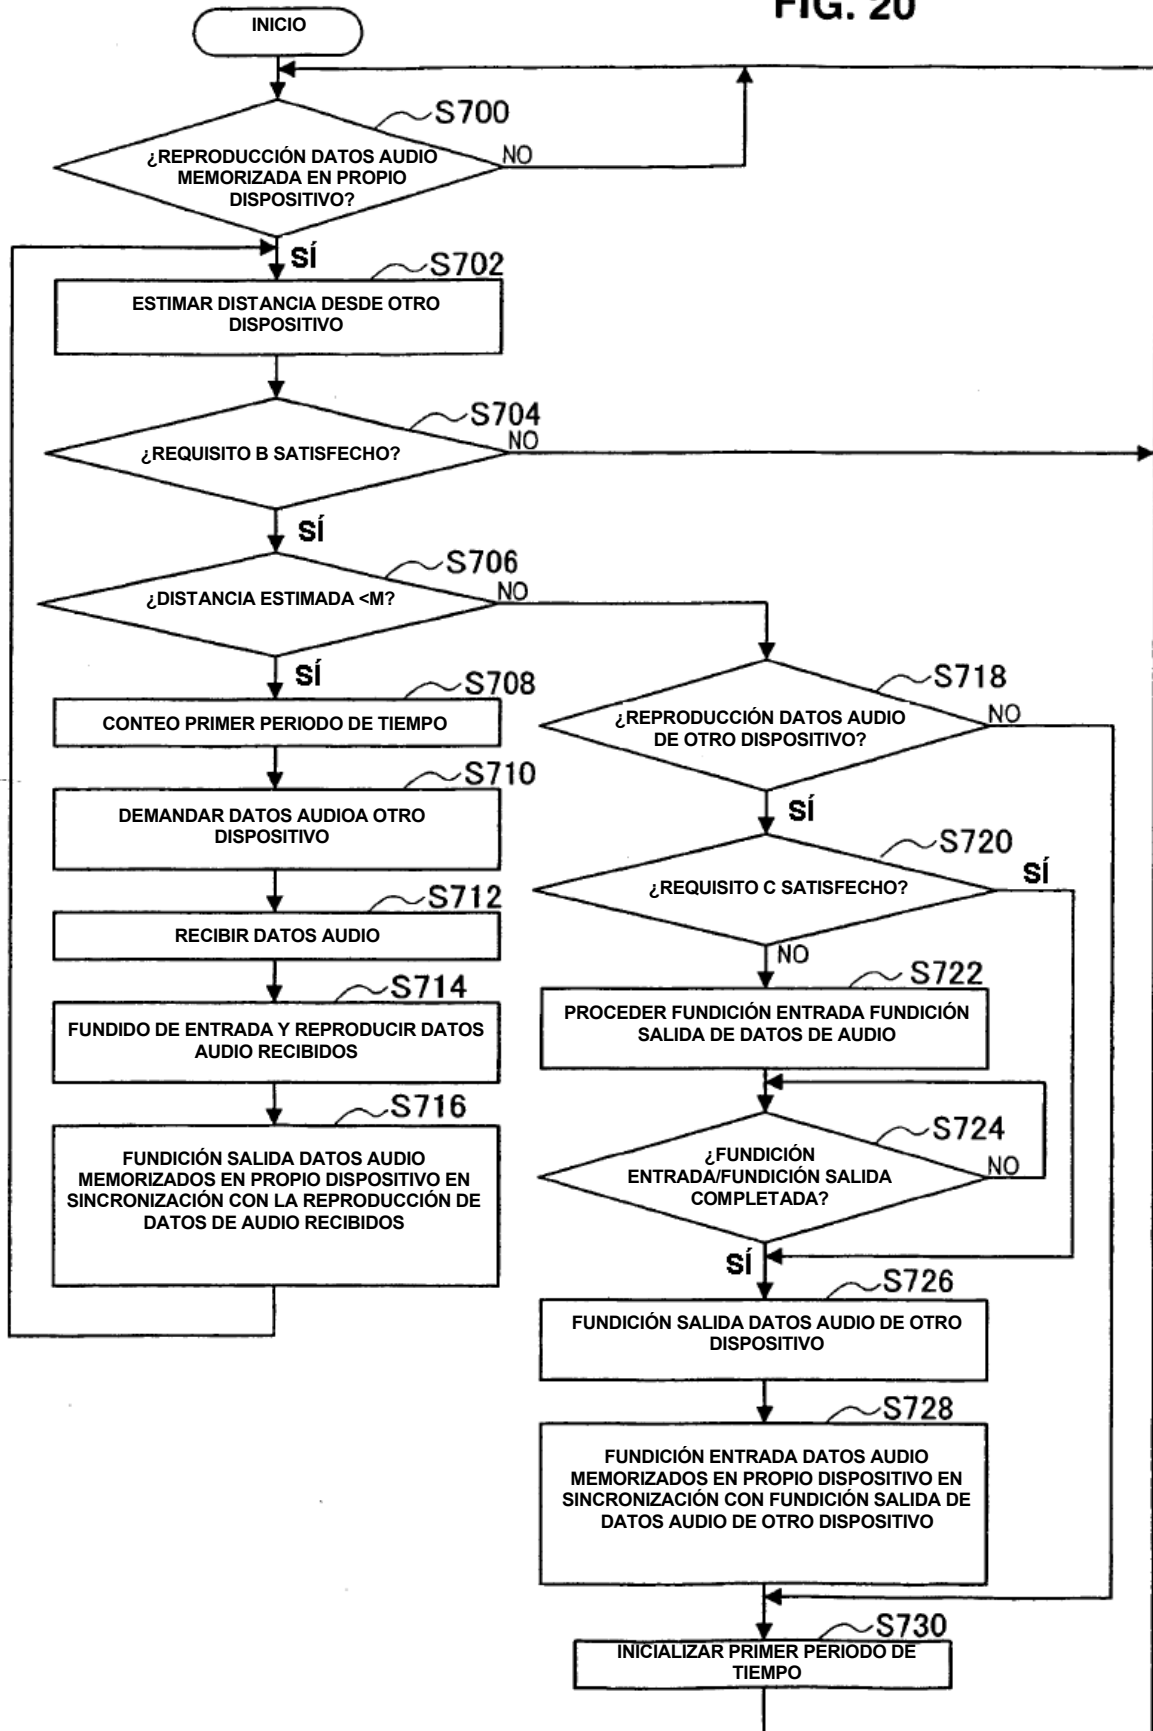 FIG. 20
INICIO
S700
¿REPRODUCCIÓN DATOS AUDIO
MEMORIZADA EN PROPIO
DISPOSITIVO?
NO
SÍ
S702
ESTIMAR DISTANCIA DESDE OTRO
DISPOSITIVO
S704
¿REQUISITO B SATISFECHO?
NO
SÍ
S706
¿DISTANCIA ESTIMADA <M?
NO
SÍ
S708
CONTEO PRIMER PERIODO DE TIEMPO
S710
DEMANDAR DATOS AUDIOA OTRO
DISPOSITIVO
S712
RECIBIR DATOS AUDIO
S714
FUNDIDO DE ENTRADA Y REPRODUCIR DATOS
AUDIO RECIBIDOS
S716
FUNDICIÓN SALIDA DATOS AUDIO
MEMORIZADOS EN PROPIO DISPOSITIVO EN
SINCRONIZACIÓN CON LA REPRODUCCIÓN DE
DATOS DE AUDIO RECIBIDOS
S718
¿REPRODUCCIÓN DATOS AUDIO
DE OTRO DISPOSITIVO?
NO
SÍ
S720
¿REQUISITO C SATISFECHO?
SÍ
NO
S722
PROCEDER FUNDICIÓN ENTRADA FUNDICIÓN
SALIDA DE DATOS DE AUDIO
S724
¿FUNDICIÓN
ENTRADA/FUNDICIÓN SALIDA
COMPLETADA?
NO
SÍ
S726
FUNDICIÓN SALIDA DATOS AUDIO DE OTRO
DISPOSITIVO
S728
FUNDICIÓN ENTRADA DATOS AUDIO
MEMORIZADOS EN PROPIO DISPOSITIVO EN
SINCRONIZACIÓN CON FUNDICIÓN SALIDA DE
DATOS AUDIO DE OTRO DISPOSITIVO
S730
INICIALIZAR PRIMER PERIODO DE
TIEMPO